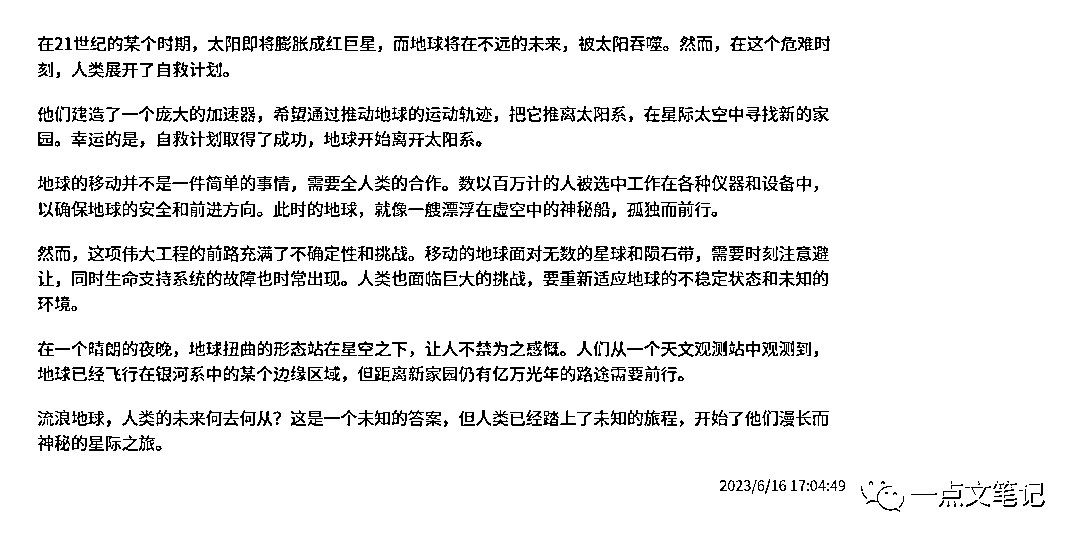 在21世纪的某个时期，太阳即将膨胀成红巨星，而地球将在不远的未来，被太阳吞噬。然而，在这个危难时
刻，人类展开了自救计划。
他们建造了一个庞大的加速器，希望通过推动地球的运动轨迹，把它推离太阳系，在星际太空中寻找新的家
园。幸运的是，自救计划取得了成功，地球开始离开太阳系。
地球的移动并不是一件简单的事情，需要全人类的合作。数以百万计的人被选中工作在各种仪器和设备中，
以确保地球的安全和前进方向。此时的地球，就像一艘漂浮在虚空中的神秘船，孤独而前行。
然而，这项伟大工程的前路充满了不确定性和挑战。移动的地球面对无数的星球和陨石带，需要时刻注意避
让，同时生命支持系统的故障也时常出现。人类也面临巨大的挑战，要重新适应地球的不稳定状态和未知的
环境。
在一个晴朗的夜晚，地球扭曲的形态站在星空之下，让人不禁为之感慨。人们从一个天文观测站中观测到，
地球已经飞行在银河系中的某个边缘区域，但距离新家园仍有亿万光年的路途需要前行。
流浪地球，人类的未来何去何从？这是一个未知的答案，但人类已经踏上了未知的旅程，开始了他们漫长而
神秘的星际之旅。
2023/6/16 17:04:49
一点文笔记